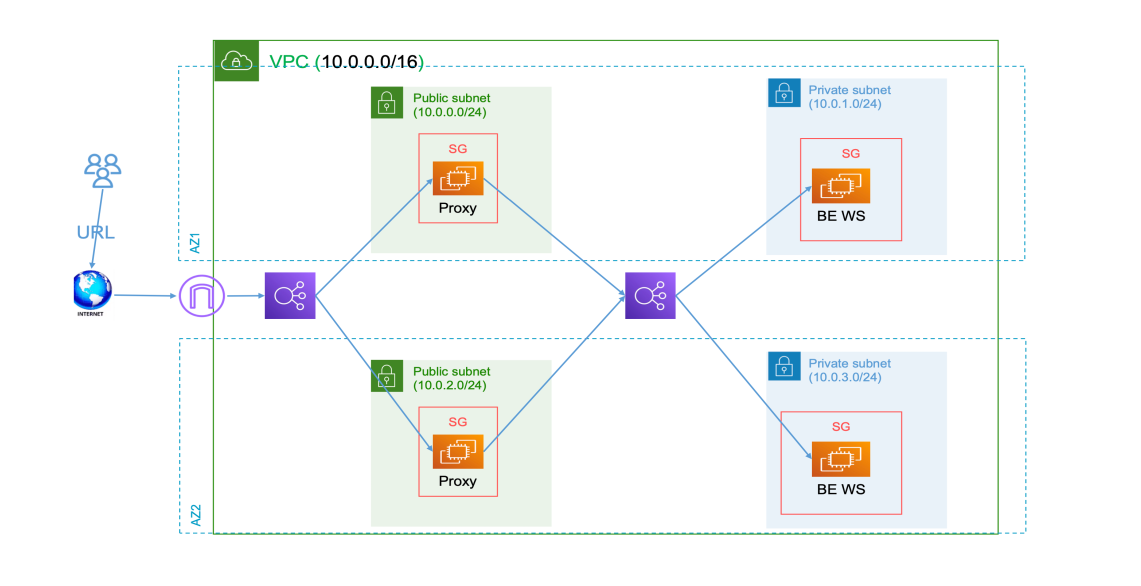 VPC (10.0.0.0/16)
Public subnet
(10.0.0.0/24)
SG
Proxy
Private subnet
(10.0.1.0/24)
SG
BE WS
AZ1
URL
INTERNET
Public subnet
(10.0.2.0/24)
SG
Proxy
Private subnet
(10.0.3.0/24)
SG
BE WS
AZ2